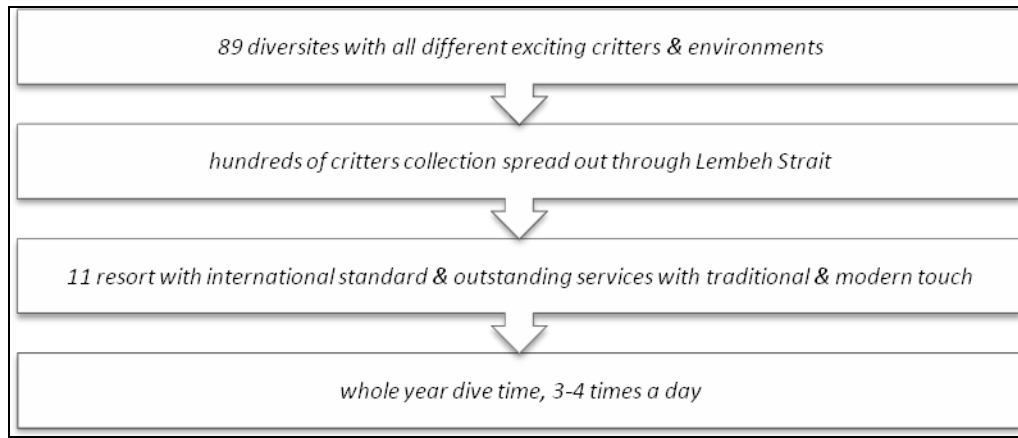 89 diversites with all different exciting critters & environments
hundreds of critters collection spread out through Lembeh Strait
11 resort with international standard & outstanding services with traditional & modern touch
whole year dive time, 3-4 times a day